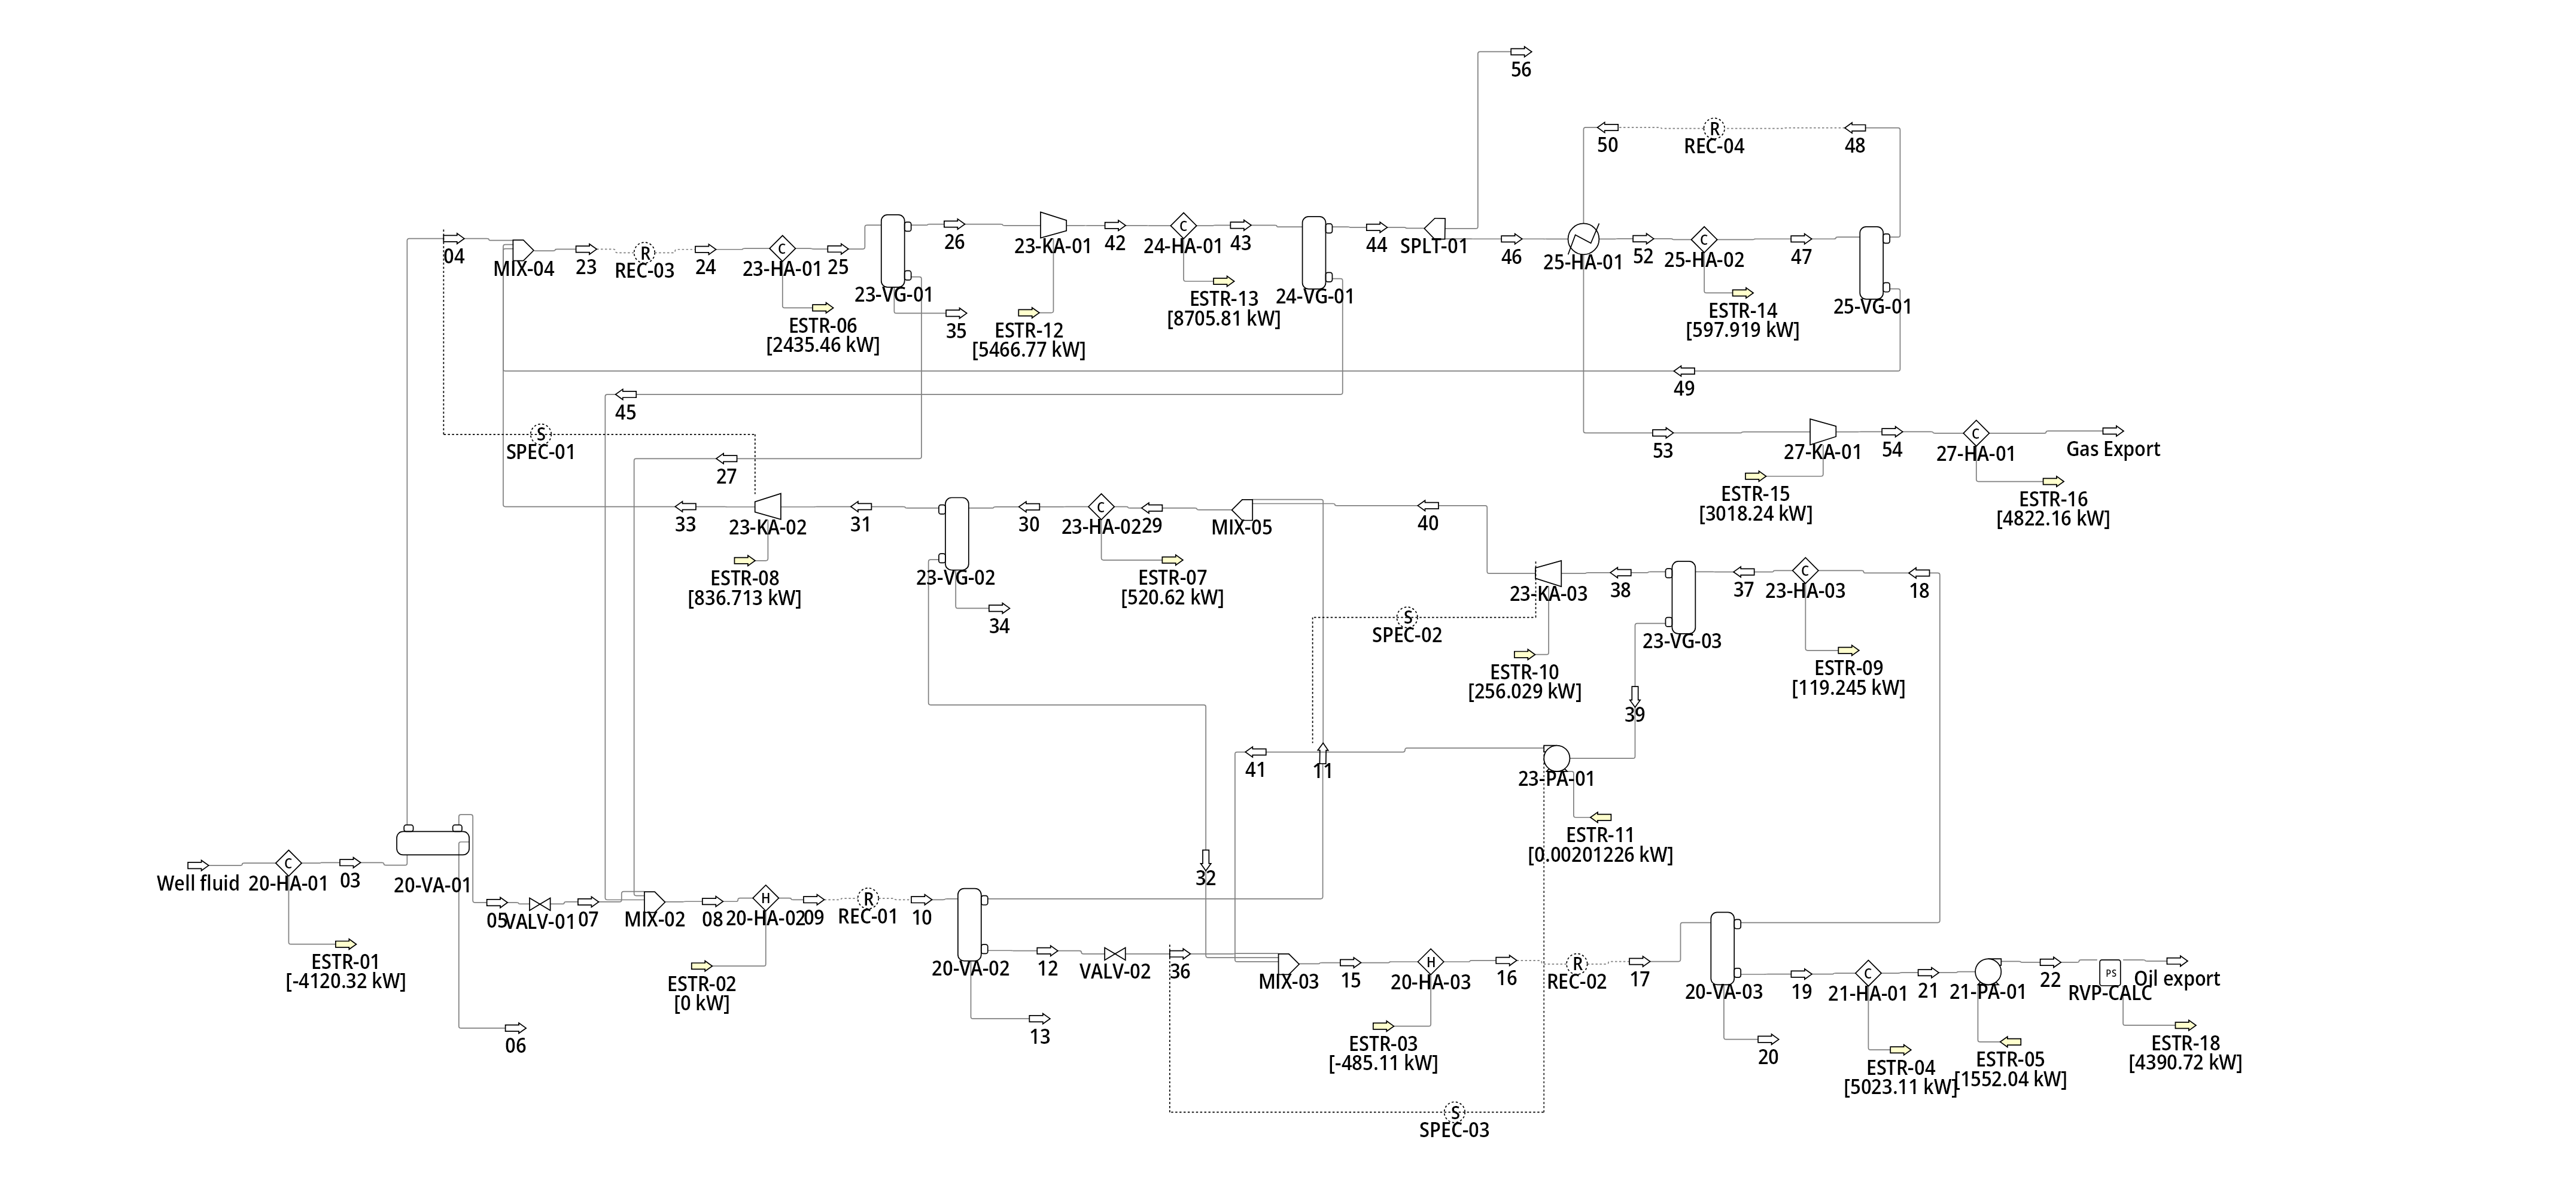 56
50
R
REC-04
48
04
MIX-04
23
R
REC-03
24
C
23-HA-01
25
23-VG-01
26
23-KA-01
42
C
24-HA-01
43
24-VG-01
44
SPLT-01
46
25-HA-01
52
C
25-HA-02
47
25-VG-01
ESTR-06
[2435.46 kW]
35
ESTR-12
[5466.77 kW]
ESTR-13
[8705.81 kW]
ESTR-14
[597.919 kW]
49
45
S
SPEC-01
27
53
27-KA-01
54
C
27-HA-01
Gas Export
ESTR-15
[3018.24 kW]
ESTR-16
[4822.16 kW]
33
23-KA-02
31
23-VG-02
30
C
23-HA-02
29
MIX-05
40
ESTR-08
[836.713 kW]
34
ESTR-07
[520.62 kW]
23-KA-03
38
23-VG-03
37
C
23-HA-03
18
S
SPEC-02
ESTR-10
[256.029 kW]
39
ESTR-09
[119.245 kW]
41
11
23-PA-01
ESTR-11
[0.00201226 kW]
Well fluid
C
20-HA-01
03
20-VA-01
32
05
VALV-01
07
MIX-02
08
H
20-HA-02
09
R
REC-01
10
20-VA-02
12
VALV-02
36
MIX-03
15
H
20-HA-03
16
R
REC-02
17
20-VA-03
19
C
21-HA-01
21
21-PA-01
22
PS
RVP-CALC
Oil export
ESTR-01
[-4120.32 kW]
ESTR-02
[0 kW]
06
13
ESTR-03
[-485.11 kW]
20
ESTR-04
[5023.11 kW]
ESTR-05
[1552.04 kW]
ESTR-18
[4390.72 kW]
S
SPEC-03